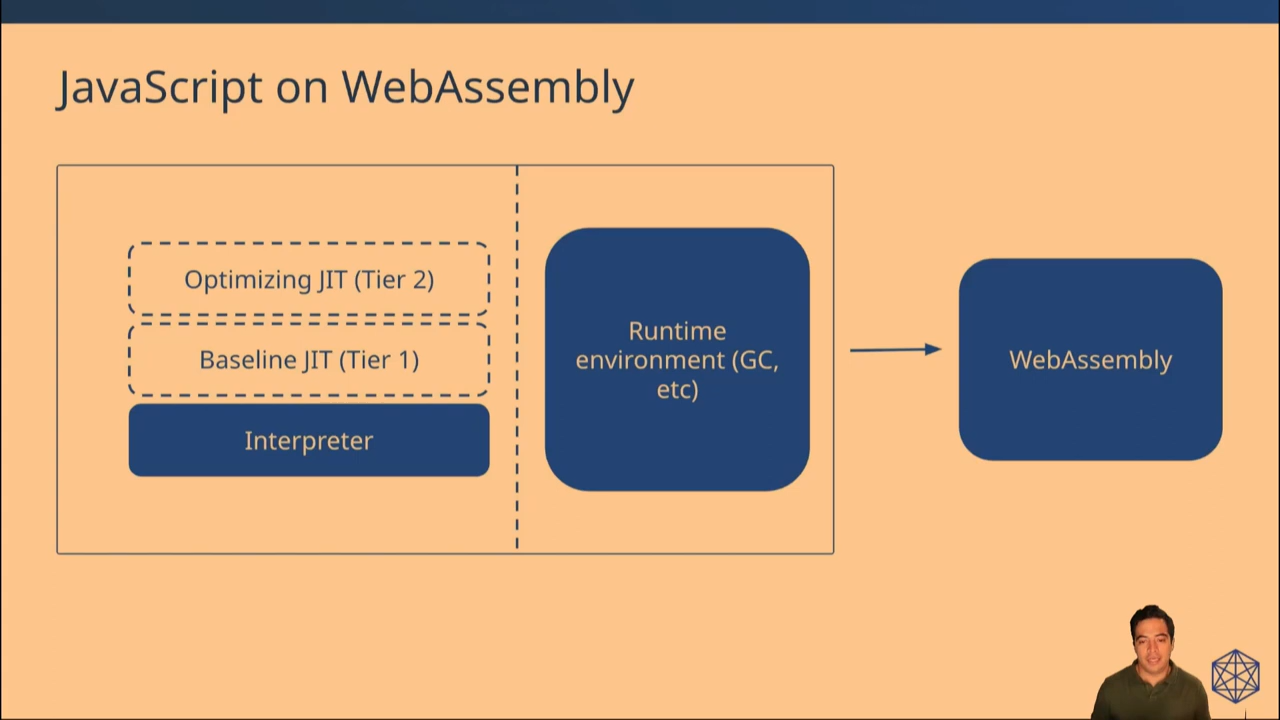 JavaScript on WebAssembly
Optimizing JIT (Tier 2)
Baseline JIT (Tier 1)
Interpreter
Runtime
environment (GC,
etc)
WebAssembly